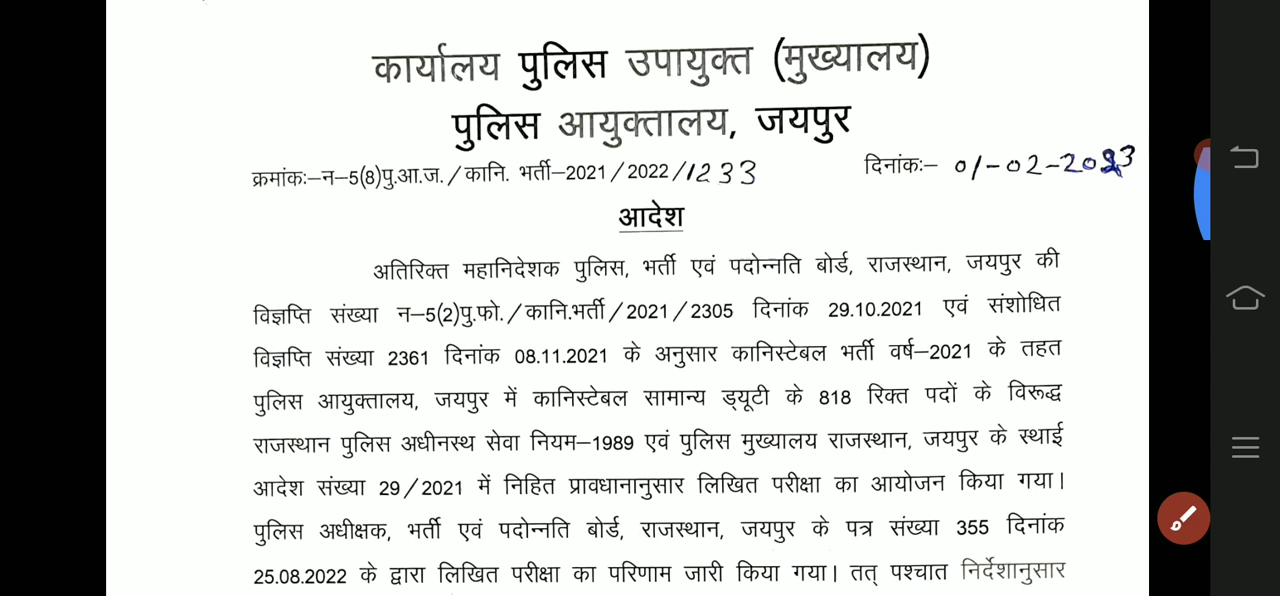 कार्यालय पुलिस उपायुक्त (मुख्यालय)
पुलिस आयुक्तालय, जयपुर
क्रमांकः–न–5(8)पु.आ.ज./कानि. भर्ती–2021/2022/1233 दिनांकः– 01-02-2023
आदेश
अतिरिक्त महानिदेशक पुलिस, भर्ती एवं पदोन्नति बोर्ड, राजस्थान, जयपुर की
विज्ञप्ति संख्या न–5(2)पु.फो./कानि.भर्ती/2021/2305 दिनांक 29.10.2021 एवं संशोधित
विज्ञप्ति संख्या 2361 दिनांक 08.11.2021 के अनुसार कानिस्टेबल भर्ती वर्ष–2021 के तहत
पुलिस आयुक्तालय, जयपुर में कानिस्टेबल सामान्य ड्यूटी के 818 रिक्त पदों के विरूद्ध
राजस्थान पुलिस अधीनस्थ सेवा नियम–1989 एवं पुलिस मुख्यालय राजस्थान, जयपुर के स्थाई
आदेश संख्या 29/2021 में निहित प्रावधानानुसार लिखित परीक्षा का आयोजन किया गया।
पुलिस अधीक्षक, भर्ती एवं पदोन्नति बोर्ड, राजस्थान, जयपुर के पत्र संख्या 355 दिनांक
25.08.2022 के द्वारा लिखित परीक्षा का परिणाम जारी किया गया। तत् पश्चात निर्देशानुसार